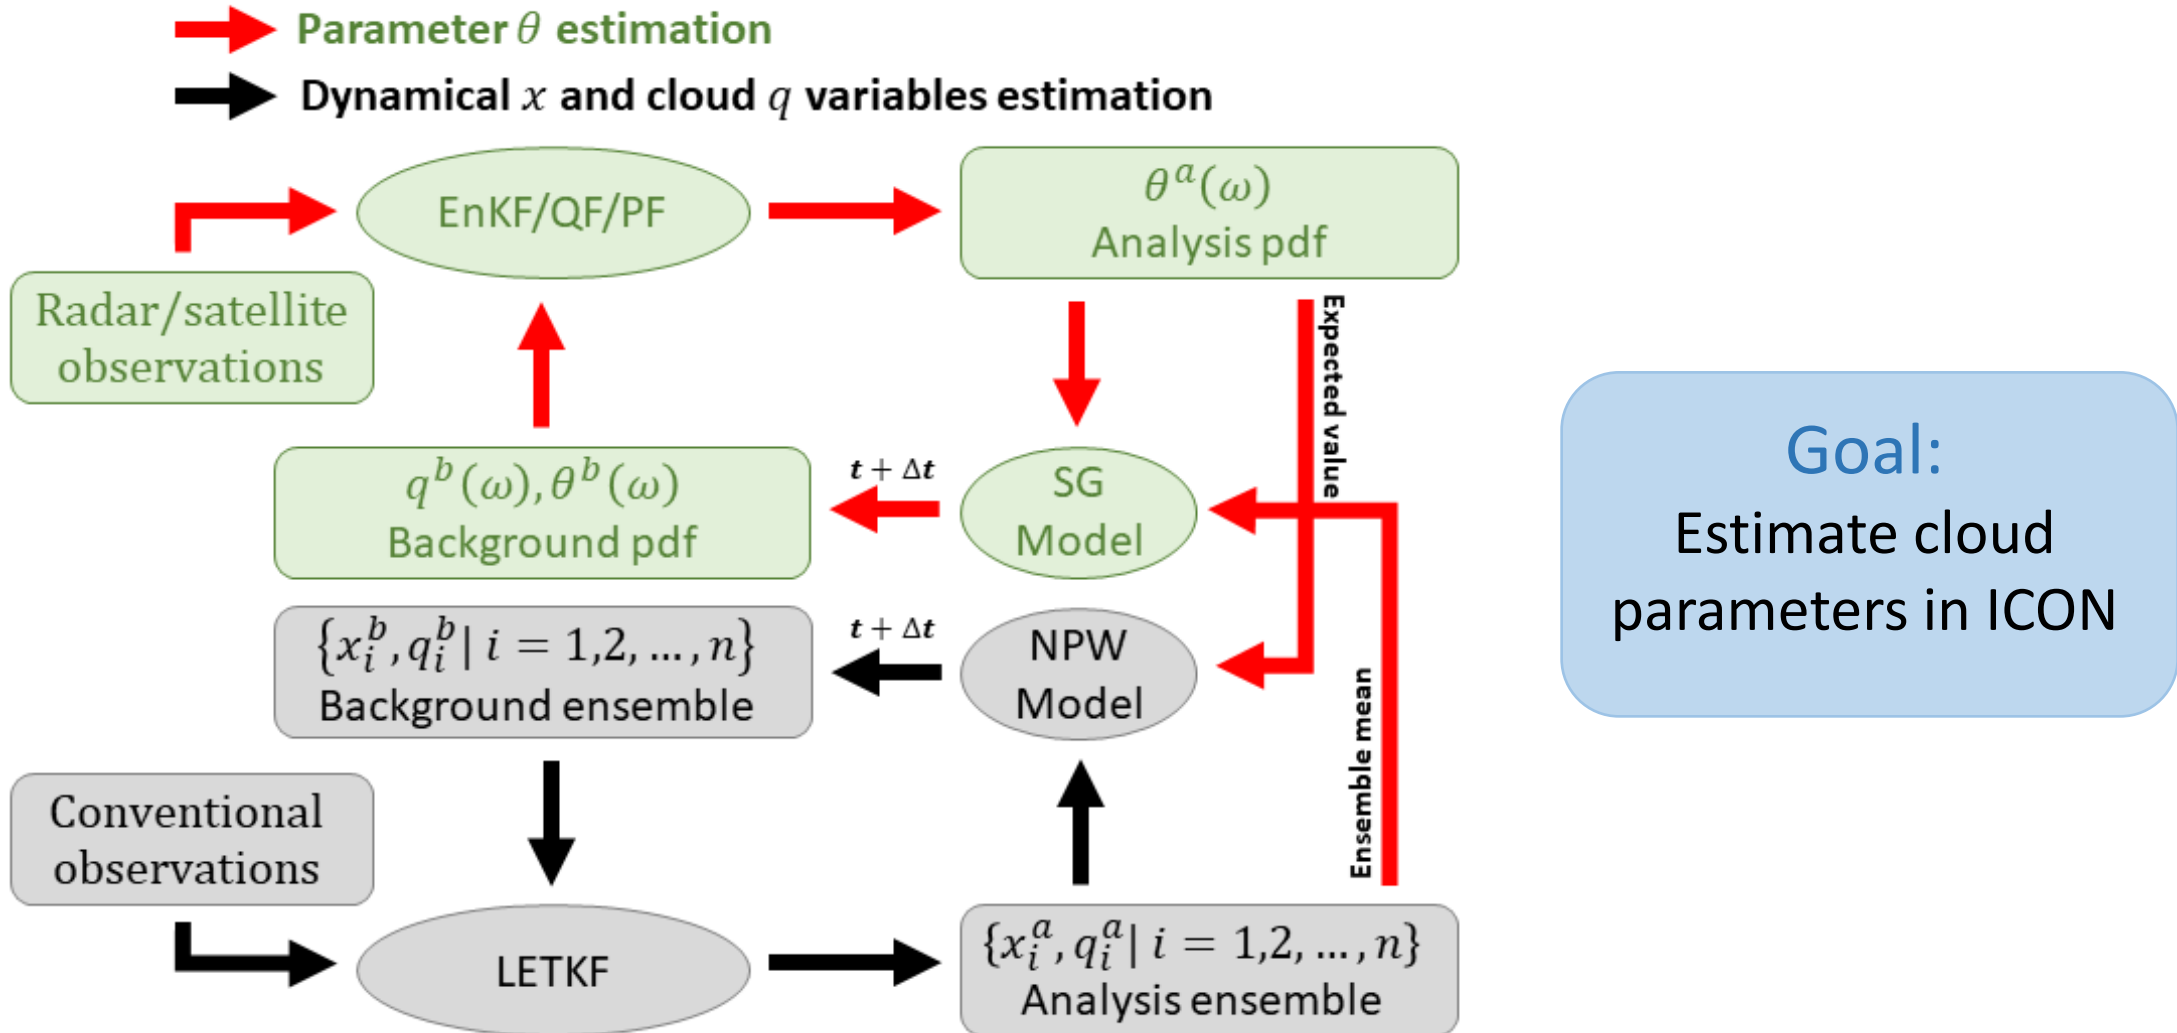 Parameter θ estimation
Dynamical x and cloud q variables estimation
EnKF/QF/PF
θ^a(ω)
Analysis pdf
Radar/satellite
observations
Expected value
q^b(ω), θ^b(ω)
Background pdf
t + Δt
SG
Model
Goal:
Estimate cloud
parameters in ICON
{x_i^b, q_i^b | i = 1,2, ..., n}
Background ensemble
t + Δt
NPW
Model
Ensemble mean
Conventional
observations
LETKF
{x_i^a, q_i^a | i = 1,2, ..., n}
Analysis ensemble